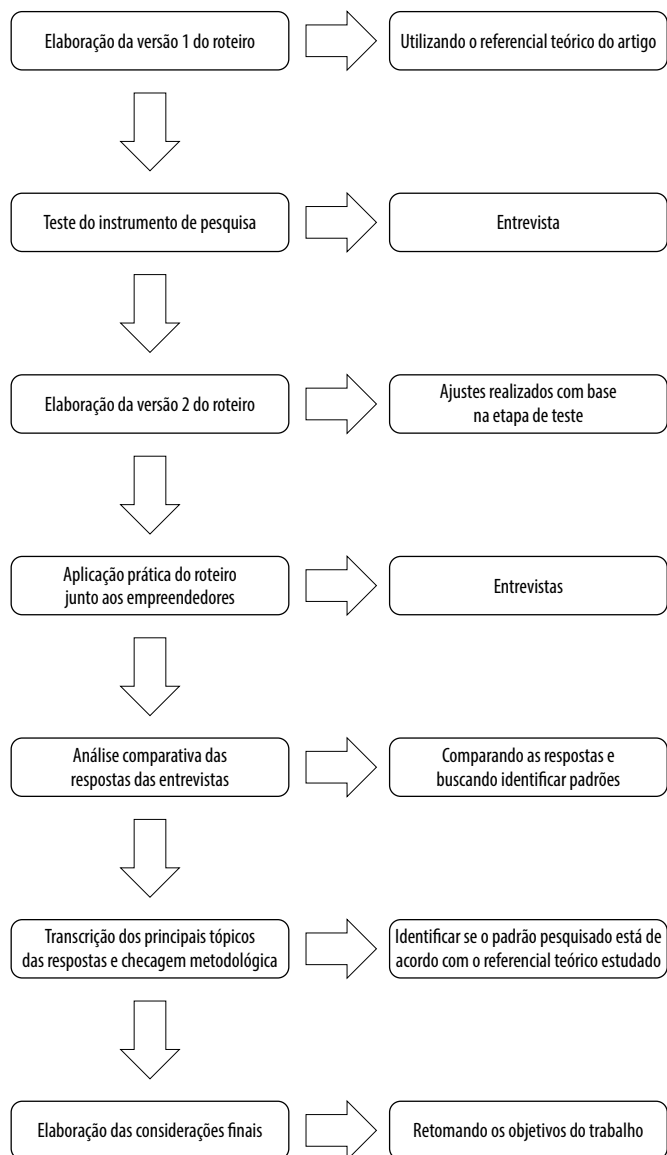 Elaboração da versão 1 do roteiro
Utilizando o referencial teórico do artigo
Teste do instrumento de pesquisa
Entrevista
Elaboração da versão 2 do roteiro
Ajustes realizados com base
na etapa de teste
Aplicação prática do roteiro
junto aos empreendedores
Entrevistas
Análise comparativa das
respostas das entrevistas
Comparando as respostas e
buscando identificar padrões
Transcrição dos principais tópicos
das respostas e checagem metodológica
Identificar se o padrão pesquisado está de
acordo com o referencial teórico estudado
Elaboração das considerações finais
Retomando os objetivos do trabalho